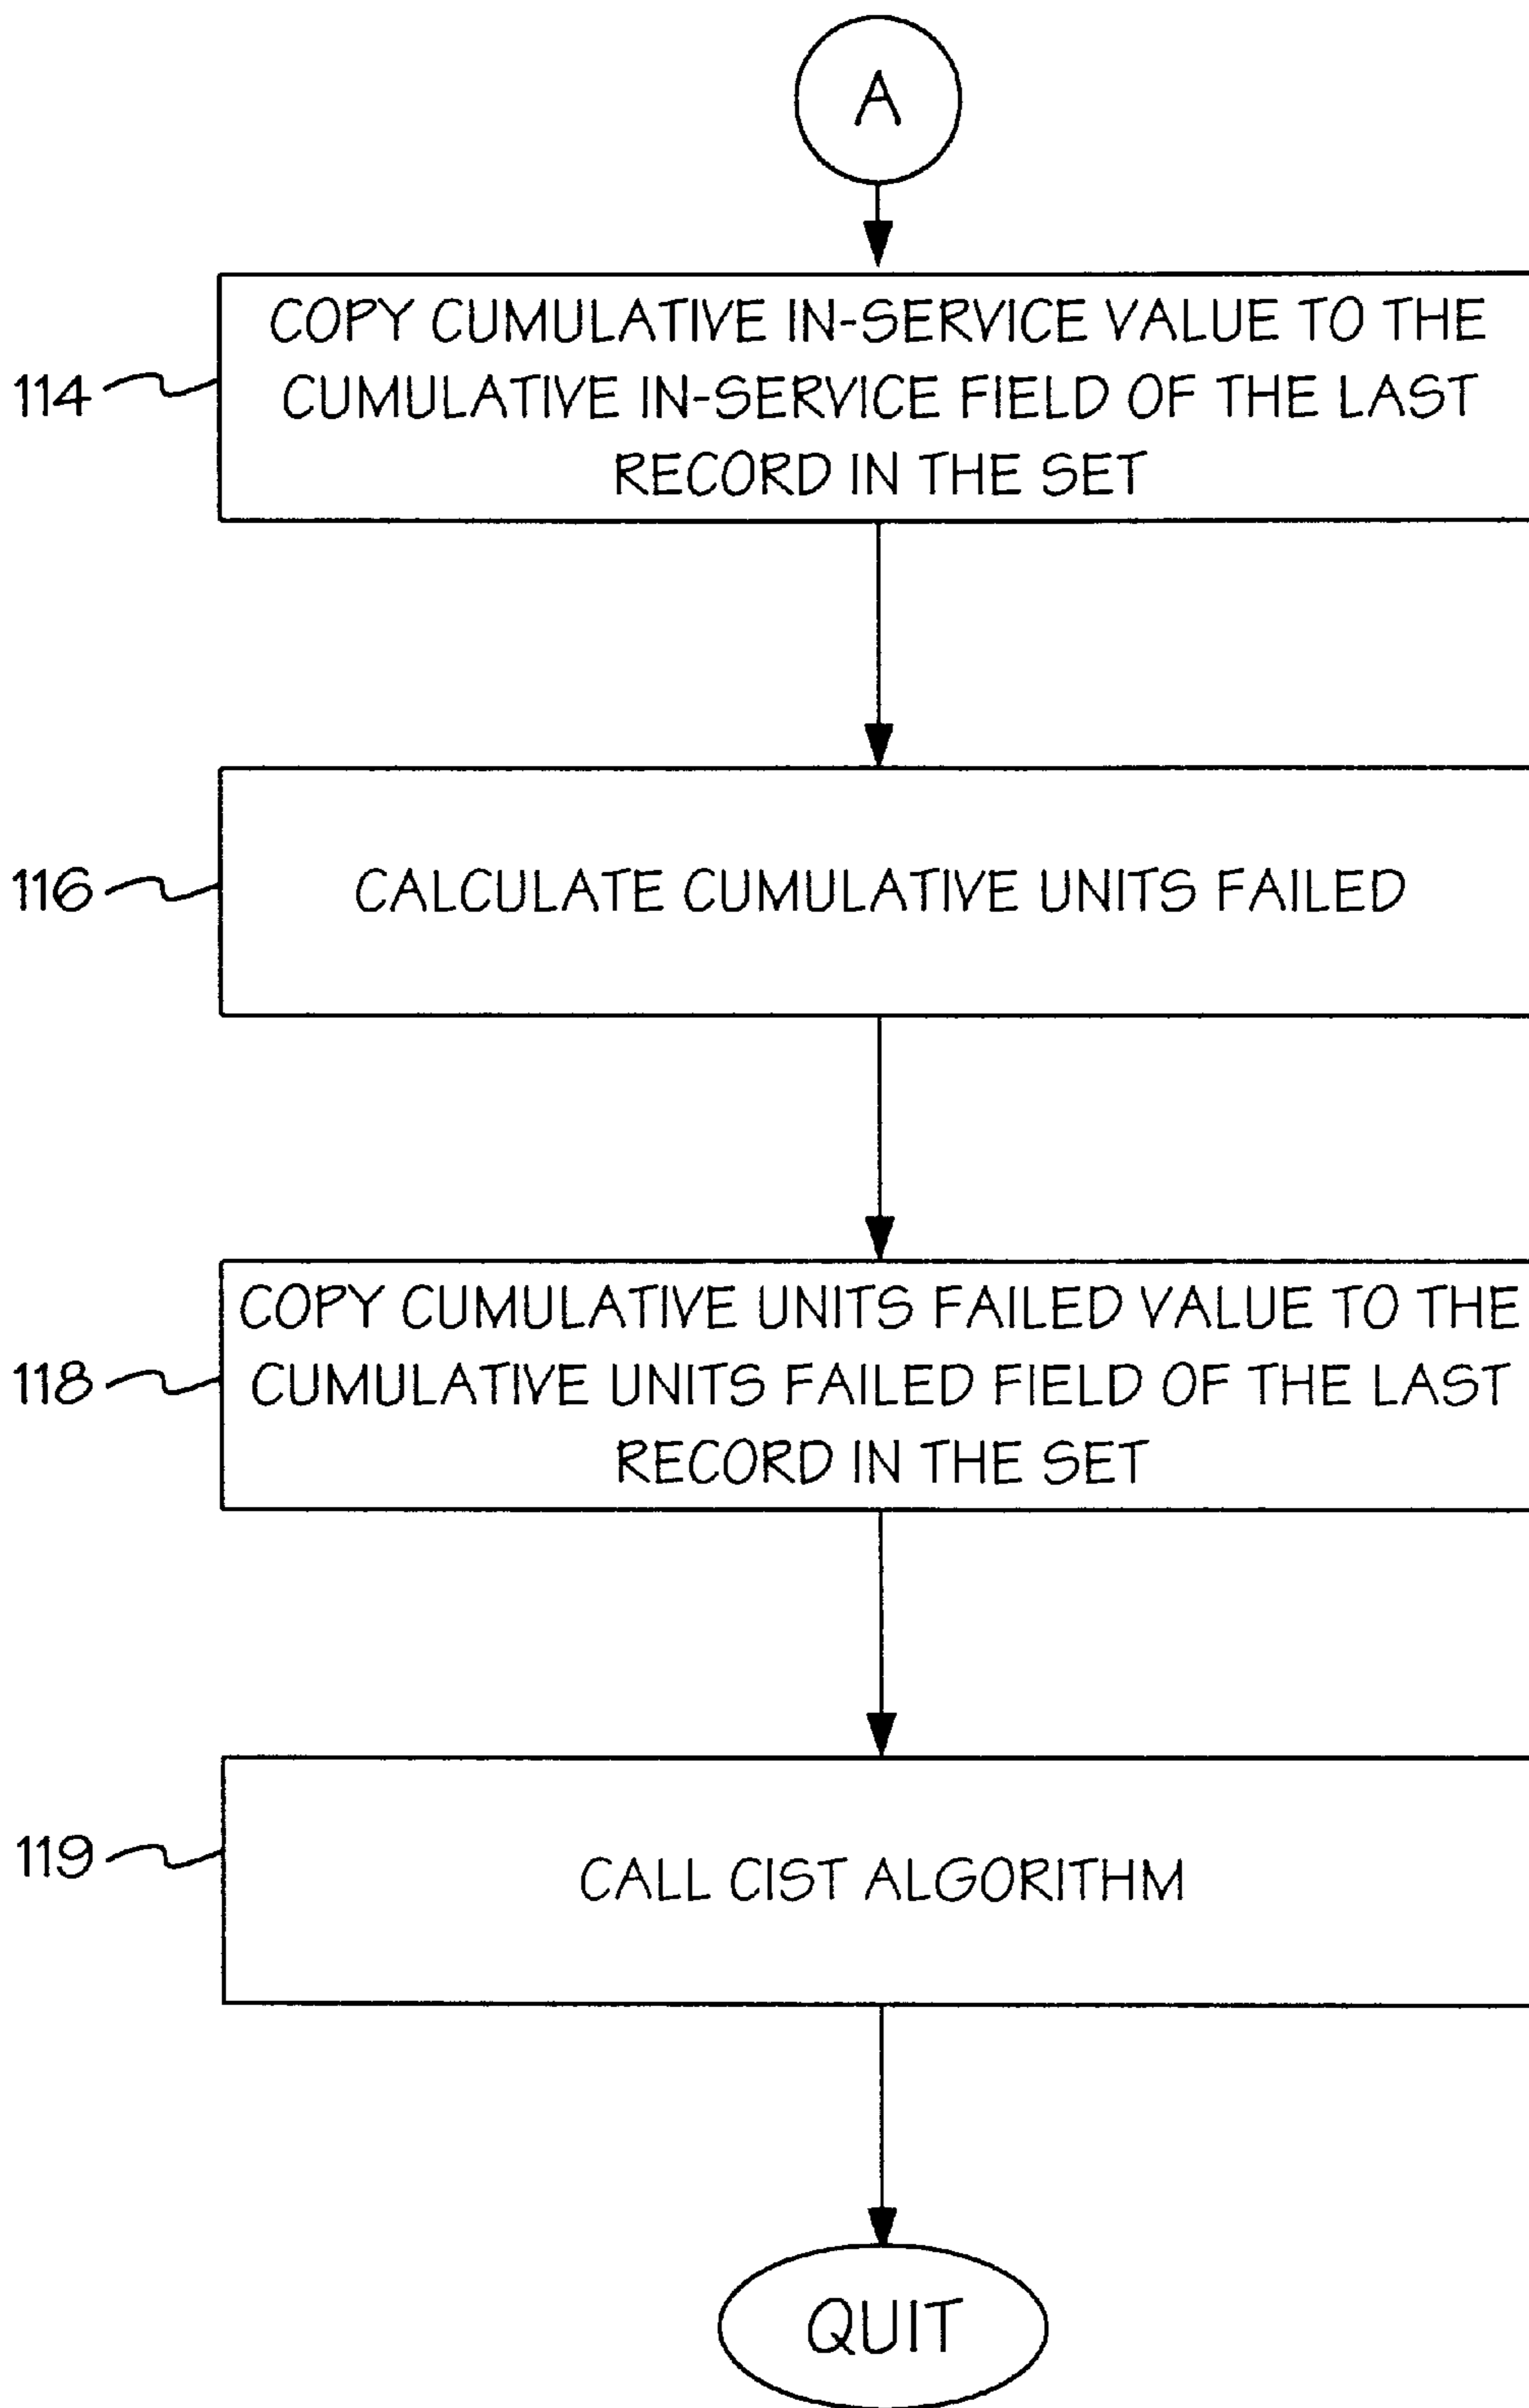 A
COPY CUMULATIVE IN-SERVICE VALUE TO THE
CUMULATIVE IN-SERVICE FIELD OF THE LAST
RECORD IN THE SET
114
CALCULATE CUMULATIVE UNITS FAILED
116
COPY CUMULATIVE UNITS FAILED VALUE TO THE
CUMULATIVE UNITS FAILED FIELD OF THE LAST
RECORD IN THE SET
118
CALL CIST ALGORITHM
119
QUIT